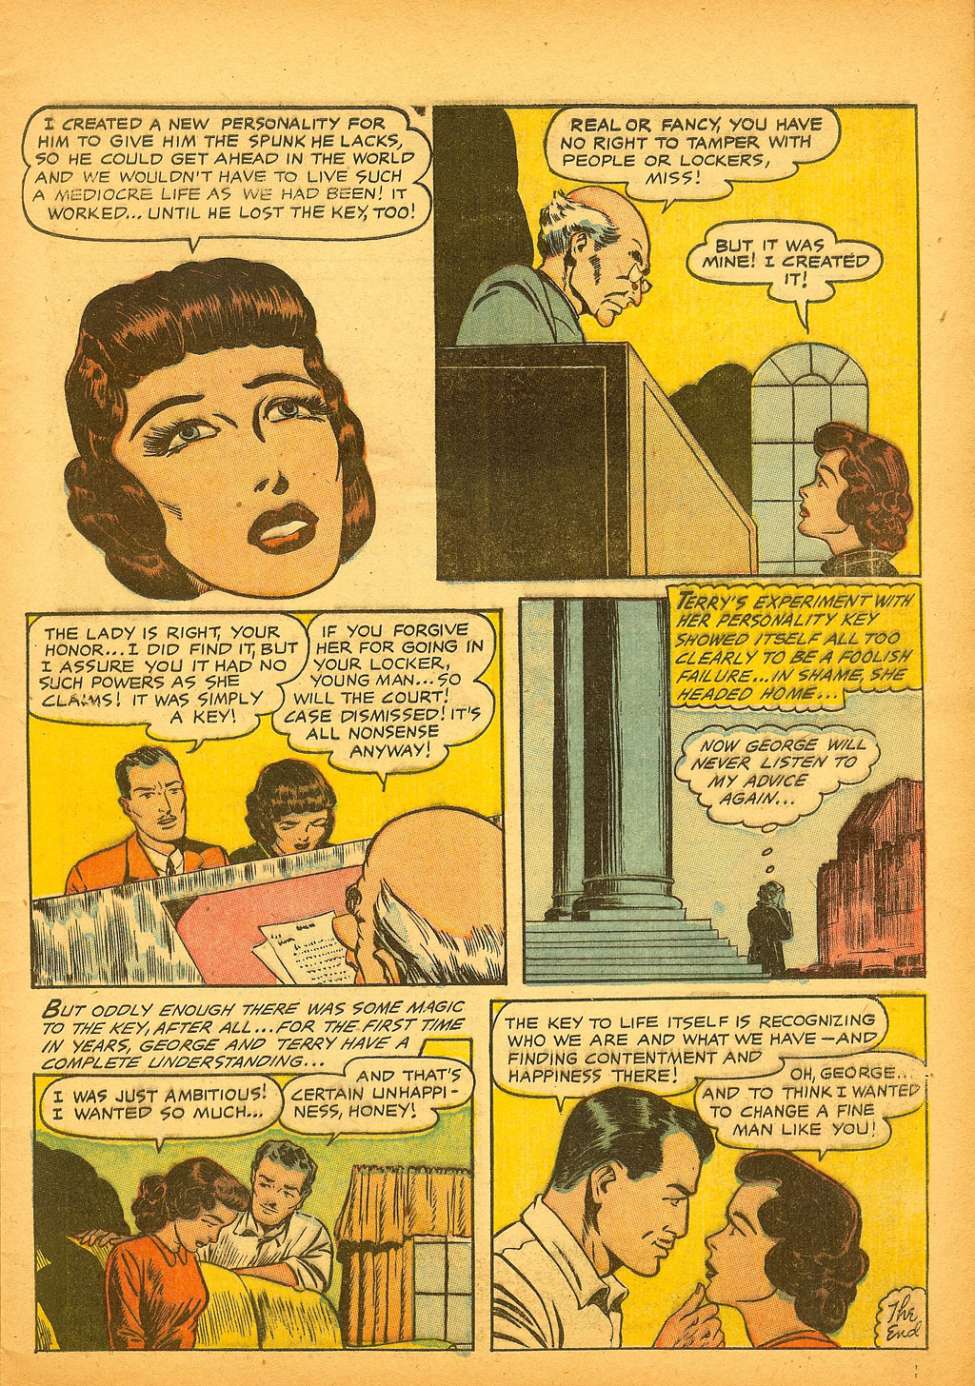 I CREATED A NEW PERSONALITY FOR
HIM TO GIVE HIM THE SPUNK HE LACKS,
SO HE COULD GET AHEAD IN THE WORLD
AND WE WOULDN'T HAVE TO LIVE SUCH
A MEDIOCRE LIFE AS WE HAD BEEN! IT
WORKED... UNTIL HE LOST THE KEY, TOO!
REAL OR FANCY, YOU HAVE
NO RIGHT TO TAMPER WITH
PEOPLE OR LOCKERS,
MISS!
BUT IT WAS
MINE! I CREATED
IT!
THE LADY IS RIGHT, YOUR
HONOR... I DID FIND IT, BUT
I ASSURE YOU IT HAD NO
SUCH POWERS AS SHE
CLAIMS! IT WAS SIMPLY
A KEY!
IF YOU FORGIVE
HER FOR GOING IN
YOUR LOCKER,
YOUNG MAN... SO
WILL THE COURT!
CASE DISMISSED! IT'S
ALL NONSENSE
ANYWAY!
TERRY'S EXPERIMENT WITH
HER PERSONALITY KEY
SHOWED ITSELF ALL TOO
CLEARLY TO BE A FOOLISH
FAILURE... IN SHAME, SHE
HEADED HOME...
NOW GEORGE WILL
NEVER LISTEN TO
MY ADVICE
AGAIN...
BUT ODDLY ENOUGH THERE WAS SOME MAGIC
TO THE KEY, AFTER ALL... FOR THE FIRST TIME
IN YEARS, GEORGE AND TERRY HAVE A
COMPLETE UNDERSTANDING...
I WAS JUST AMBITIOUS!
I WANTED SO MUCH...
AND THAT'S
CERTAIN UNHAPPI-
NESS, HONEY!
THE KEY TO LIFE ITSELF IS RECOGNIZING
WHO WE ARE AND WHAT WE HAVE—AND
FINDING CONTENTMENT AND
HAPPINESS THERE!
OH, GEORGE...
AND TO THINK I WANTED
TO CHANGE A FINE
MAN LIKE YOU!
The
End